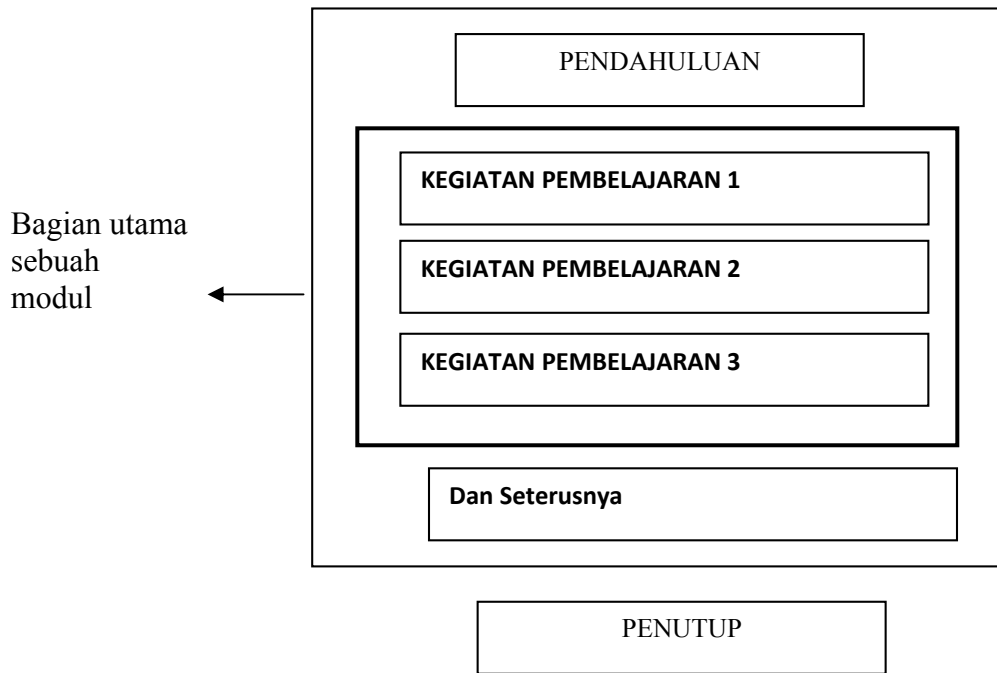 PENDAHULUAN
KEGIATAN PEMBELAJARAN 1
Bagian utama
sebuah
modul
KEGIATAN PEMBELAJARAN 2
KEGIATAN PEMBELAJARAN 3
Dan Seterusnya
PENUTUP